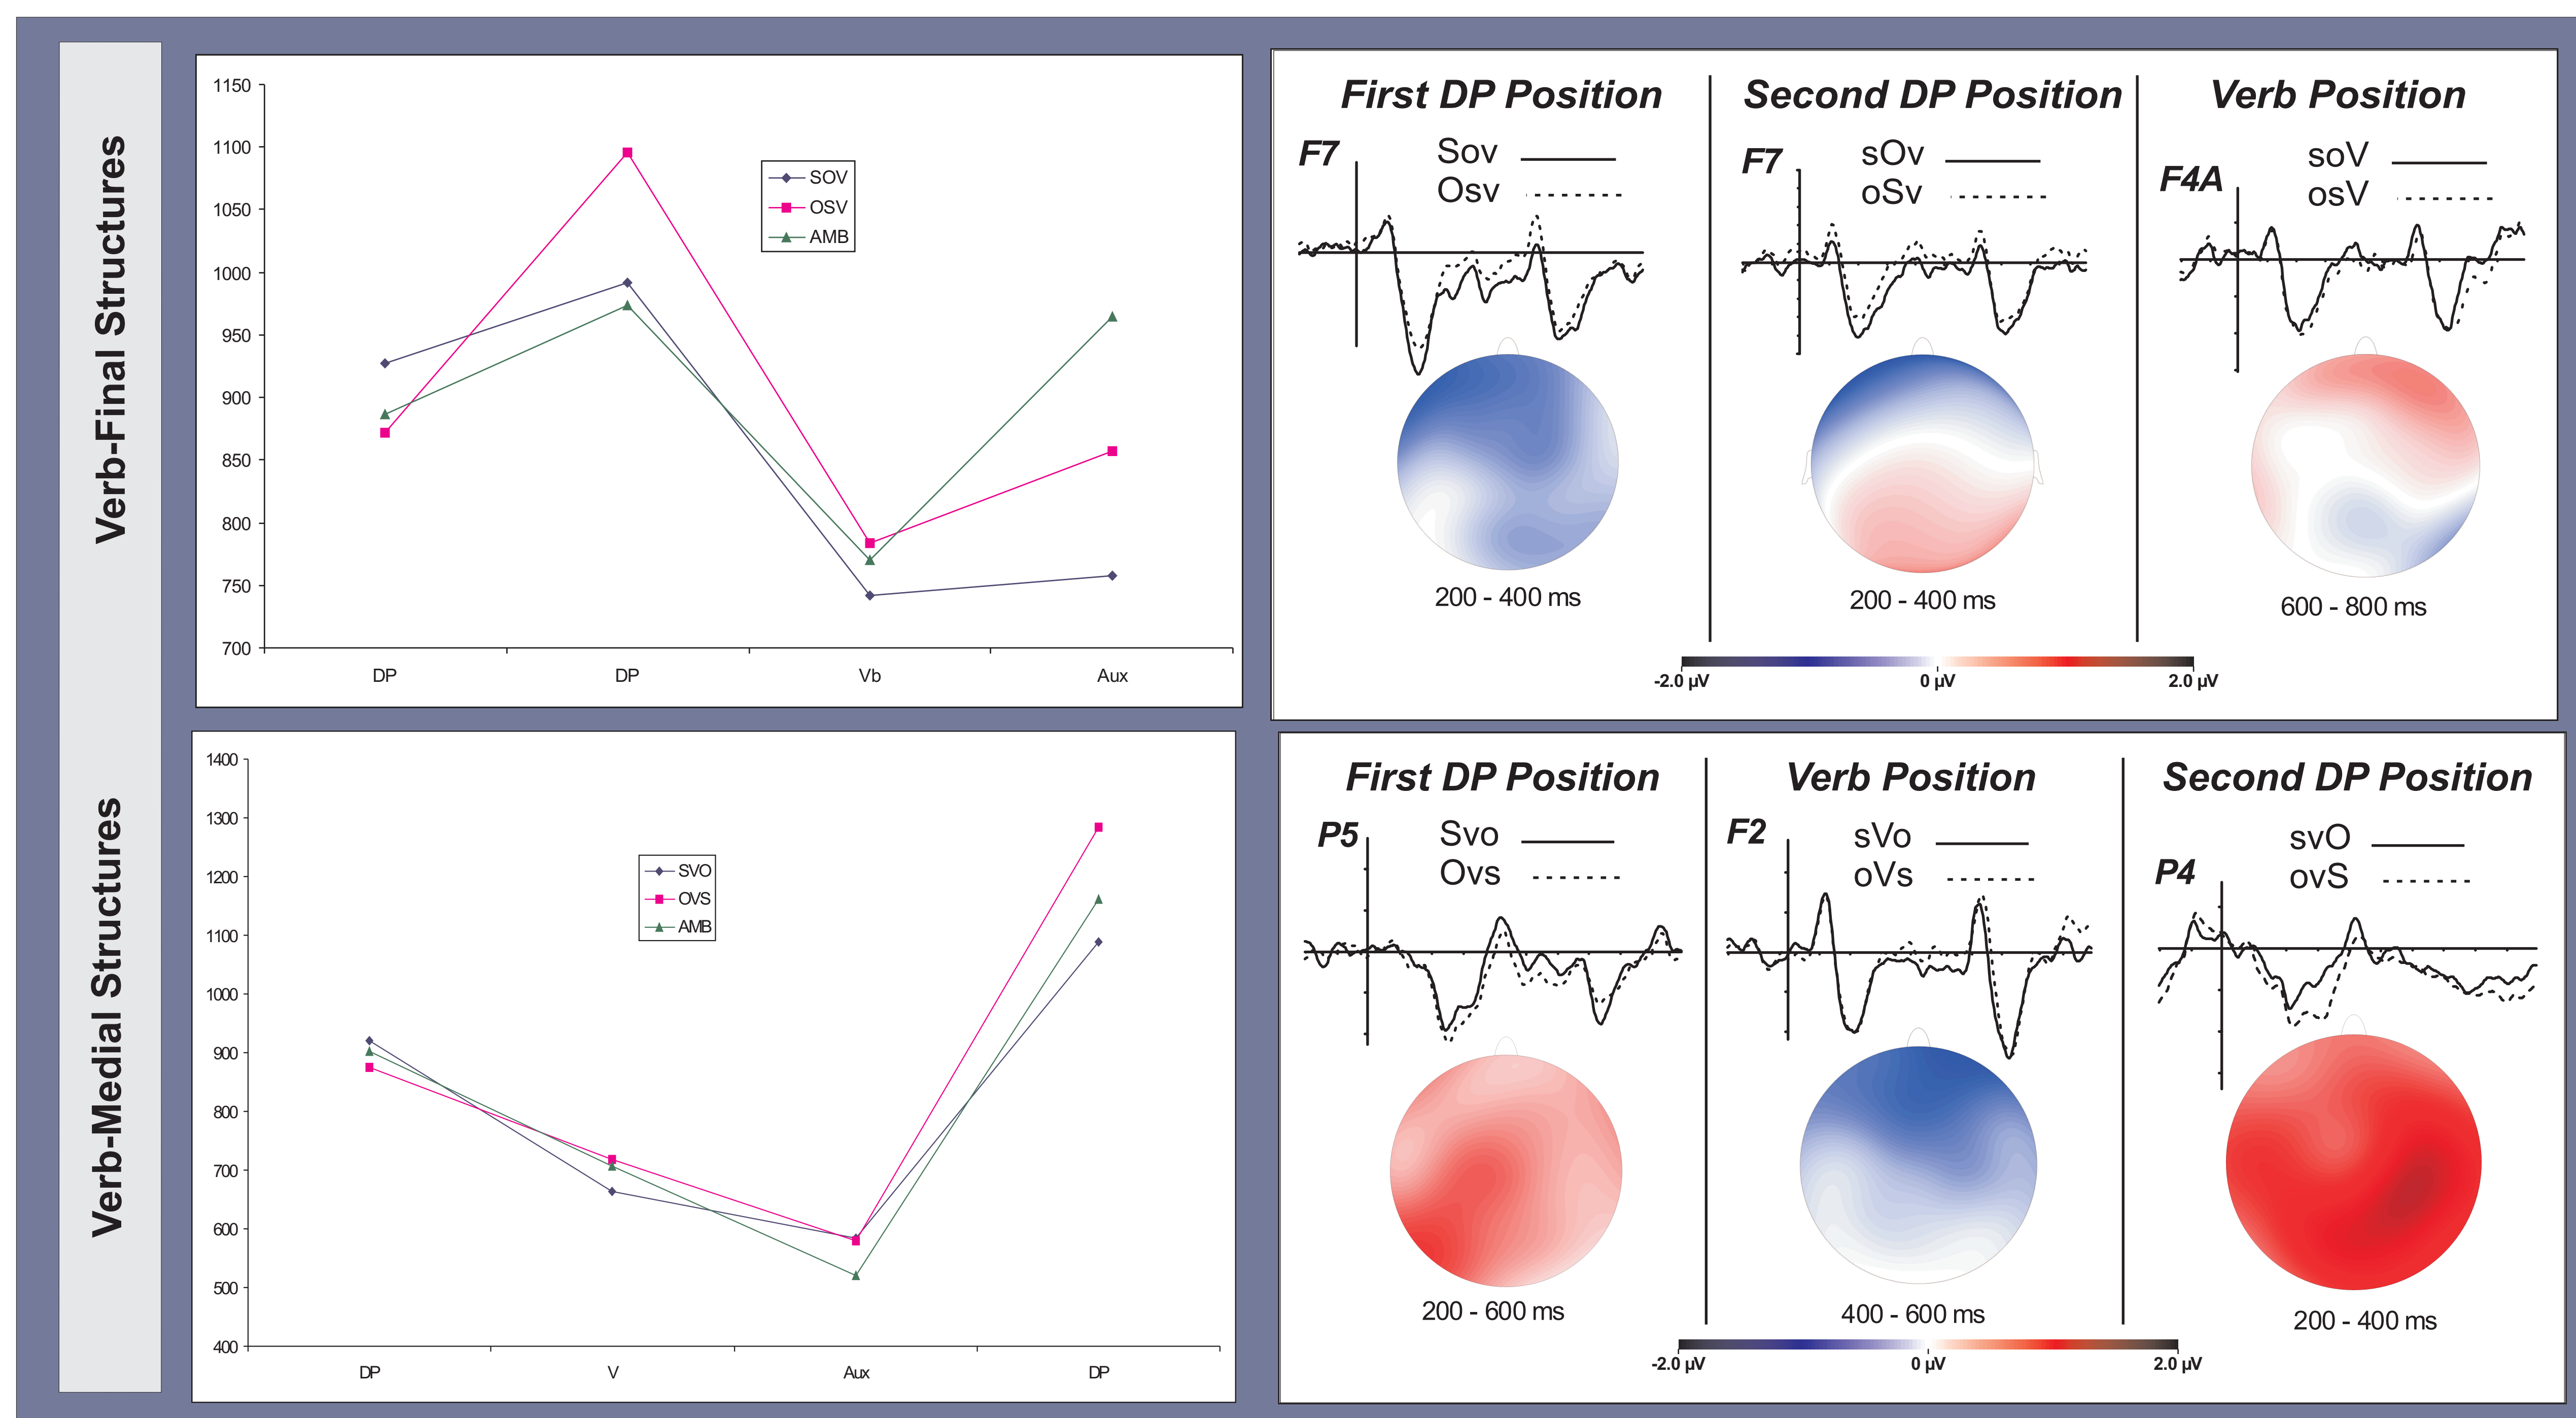 Verb-Final Structures
1150
1100
1050
1000
950
900
850
800
750
700
DP DP Vb Aux
SOV
OSV
AMB
First DP Position
F7
Sov
Osv
200 - 400 ms
Second DP Position
F7
sOv
oSv
200 - 400 ms
Verb Position
F4A
soV
osV
600 - 800 ms
-2.0 µV 0 µV 2.0 µV
Verb-Medial Structures
1400
1300
1200
1100
1000
900
800
700
600
500
400
DP V Aux DP
SVO
OVS
AMB
First DP Position
P5
Svo
Ovs
200 - 600 ms
Verb Position
F2
sVo
oVs
400 - 600 ms
Second DP Position
P4
svO
ovS
200 - 400 ms
-2.0 µV 0 µV 2.0 µV